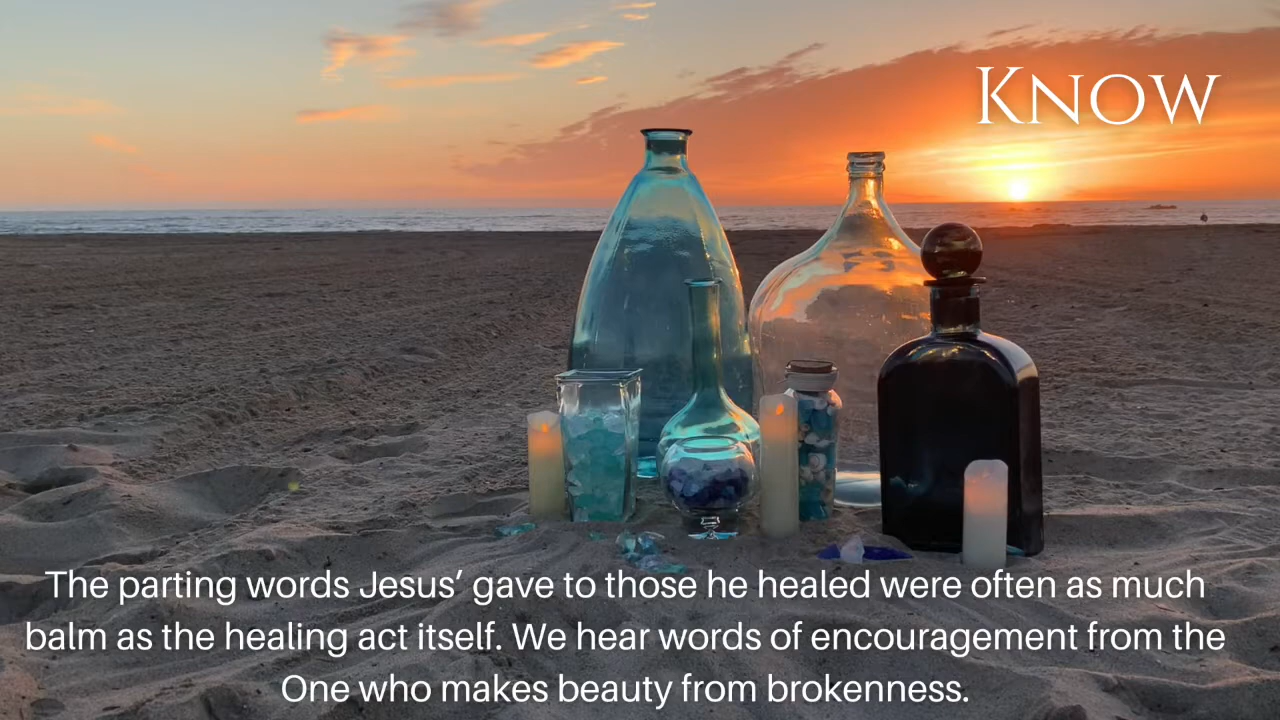 KNOW
The parting words Jesus’ gave to those he healed were often as much
balm as the healing act itself. We hear words of encouragement from the
One who makes beauty from brokenness.